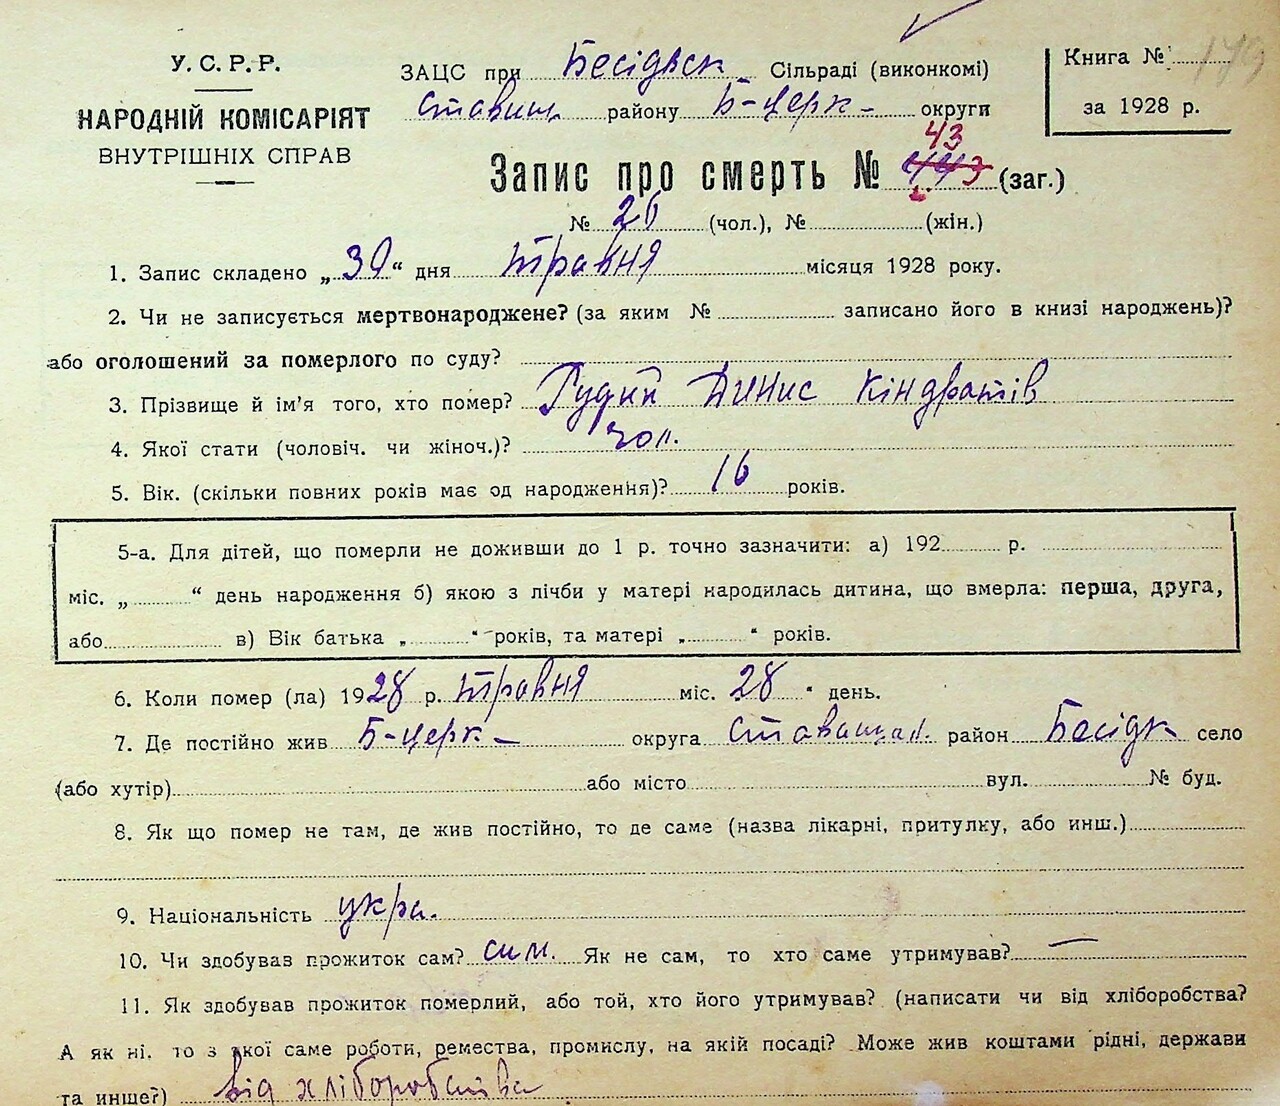 У.С.Р.Р.
НАРОДНІЙ КОМІСАРІЯТ
ВНУТРІШНІХ СПРАВ
ЗАЦС при Бесідвск Сільраді (виконкомі)
Ставищ. району Б-церк- округи
Книга № 179
за 1928 р.
43
Запис про смерть № (заг.)
№ 26 (чол.), № (жін.)
1. Запис складено „30“ дня травня місяця 1928 року.
2. Чи не записується мертвонароджене? (за яким № записано його в книзі народжень)?
або оголошений за померлого по суду?
3. Прізвище й ім'я того, хто помер? Рудий Динис Кіндратів
4. Якої стати (чоловіч. чи жіноч.)? чол.
5. Вік. (скільки повних років має од народження)? 16 років.
5-а. Для дітей, що померли не доживши до 1 р. точно зазначити: а) 192 р.
міс. „ “ день народження б) якою з лічби у матері народилась дитина, що вмерла: перша, друга,
або в) Вік батька „ “ років, та матері „ “ років.
6. Коли помер (ла) 1928 р. травня міс. 28 " день.
7. Де постійно жив Б-церк- округа район Бесідк село
(або хутір) або місто вул. № буд.
8. Як що помер не там, де жив постійно, то де саме (назва лікарні, притулку, або инш.)
9. Національність укра.
10. Чи здобував прожиток сам? сим. Як не сам, то хто саме утримував? —
11. Як здобував прожиток померлий, або той, хто його утримував? (написати чи від хліборобства?
А як ні, то з якої саме роботи, ремества, промислу, на якій посаді? Може жив коштами рідні, держави
та инше?) від хліборобства